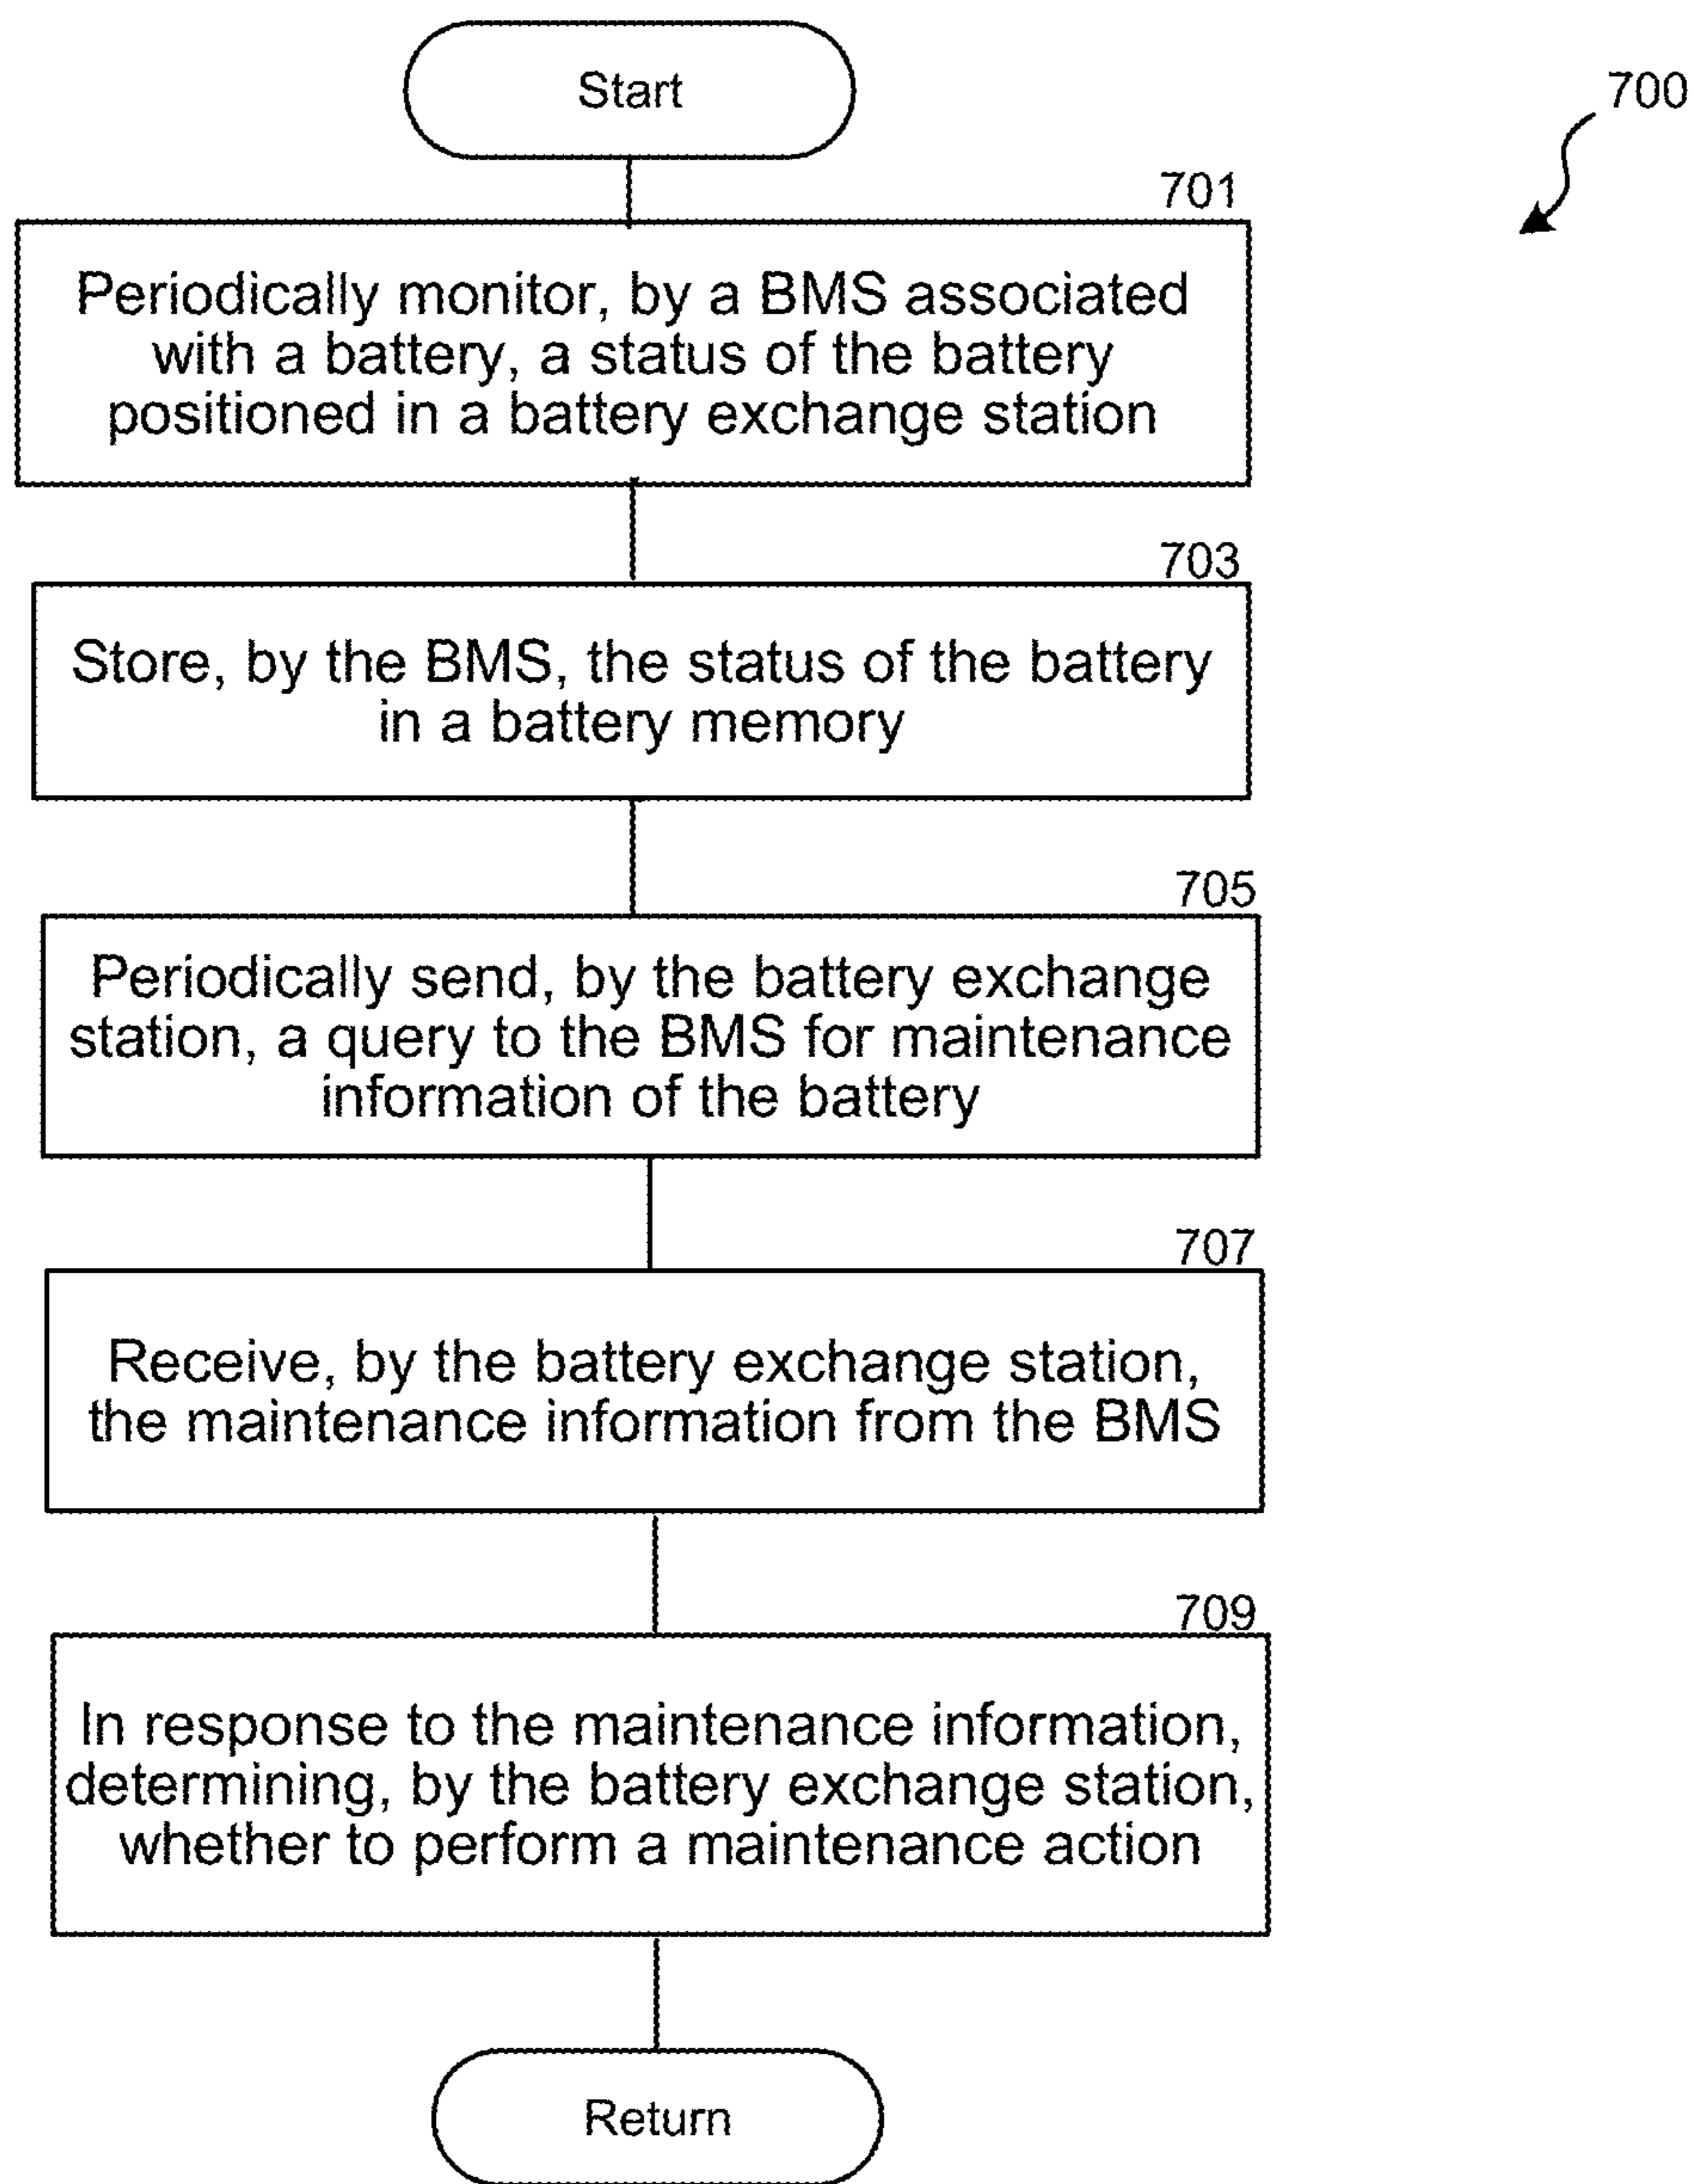 Start
700
701
Periodically monitor, by a BMS associated
with a battery, a status of the battery
positioned in a battery exchange station
703
Store, by the BMS, the status of the battery
in a battery memory
705
Periodically send, by the battery exchange
station, a query to the BMS for maintenance
information of the battery
707
Receive, by the battery exchange station,
the maintenance information from the BMS
709
In response to the maintenance information,
determining, by the battery exchange station,
whether to perform a maintenance action
Return